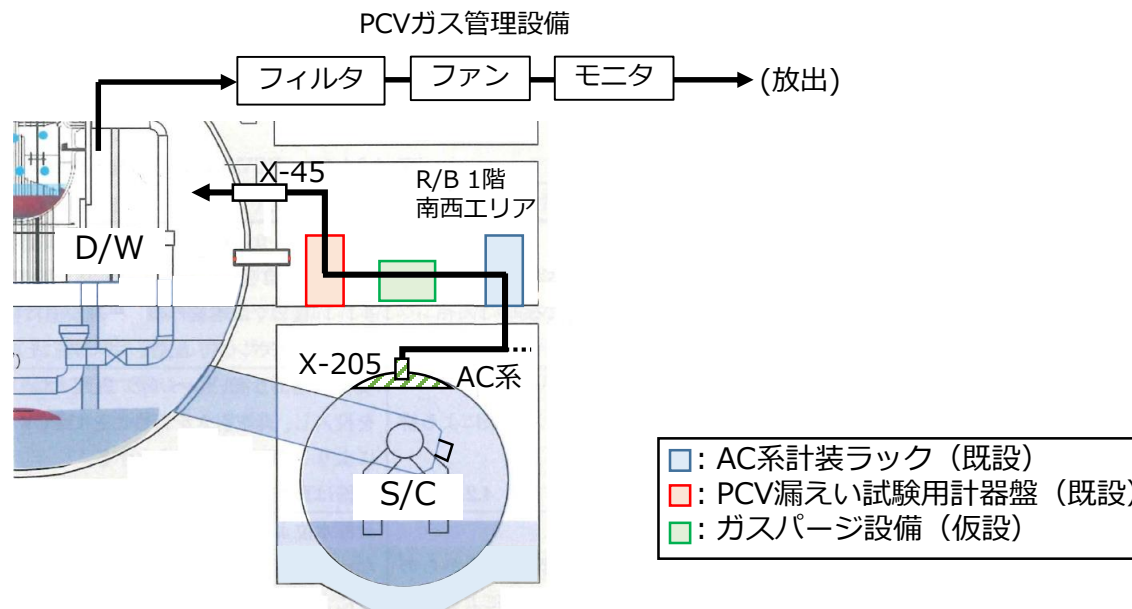 PCVガス管理設備
フィルタ
ファン
モニタ
(放出)
X-45
R/B 1階
南西エリア
D/W
X-205
AC系
S/C
: AC系計装ラック（既設）
: PCV漏えい試験用計器盤（既設)
: ガスパージ設備（仮設）